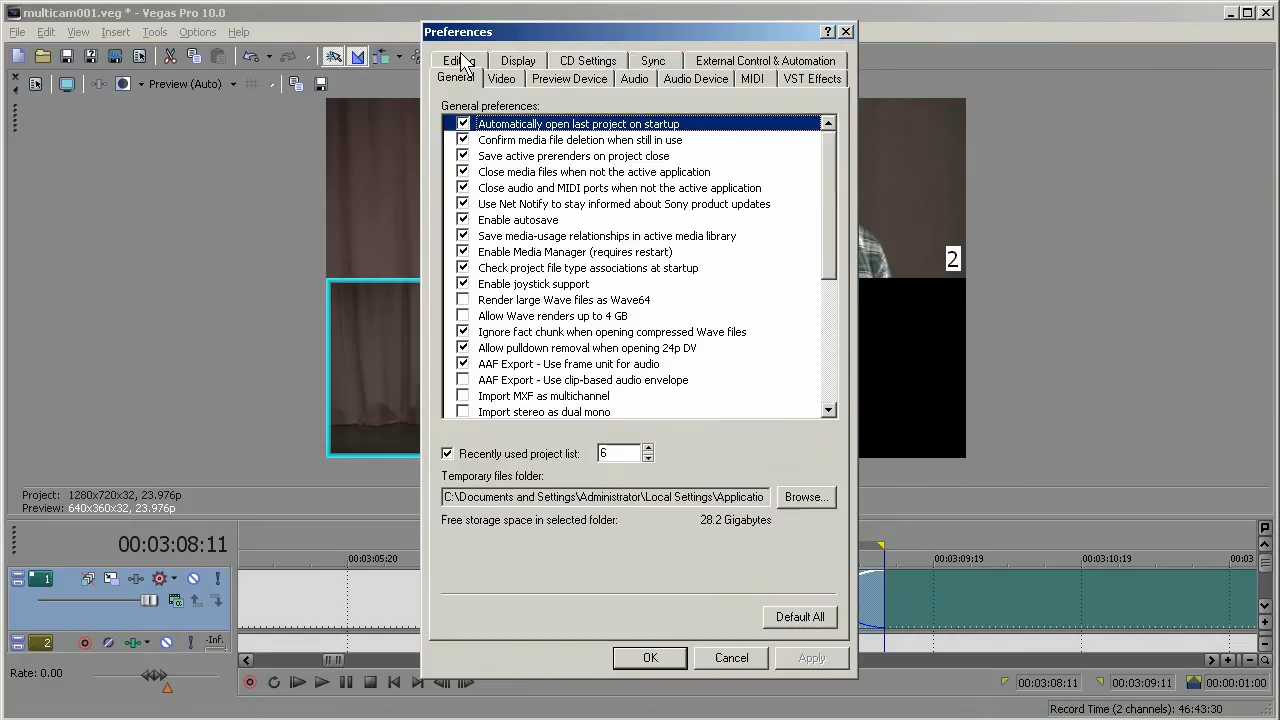 multicam001.veg * - Vegas Pro 10.0
File Edit View Insert Tools Options Help
Preview (Auto)
Preferences
Display CD Settings Sync External Control & Automation
General Video Preview Device Audio Audio Device MIDI VST Effects
General preferences:
Automatically open last project on startup
Confirm media file deletion when still in use
Save active prerenders on project close
Close media files when not the active application
Close audio and MIDI ports when not the active application
Use Net Notify to stay informed about Sony product updates
Enable autosave
Save media-usage relationships in active media library
Enable Media Manager (requires restart)
Check project file type associations at startup
Enable joystick support
Render large Wave files as Wave64
Allow Wave renders up to 4 GB
Ignore fact chunk when opening compressed Wave files
Allow pulldown removal when opening 24p DV
AAF Export - Use frame unit for audio
AAF Export - Use clip-based audio envelope
Import MXF as multichannel
Import stereo as dual mono
Recently used project list: 6
Temporary files folder:
C:\Documents and Settings\Administrator\Local Settings\Applicatio
Browse...
Free storage space in selected folder: 28.2 Gigabytes
Default All
OK Cancel Apply
2
Project: 1280x720x32, 23.976p
Preview: 640x360x32, 23.976p
00:03:08:11
00:03:05:20 00:03:09:19 00:03:10:19 00:03
1
2 -Inf.
Rate: 0.00
00:03:08:11 00:03:09:11 00:00:01:00
Record Time (2 channels): 46:43:30